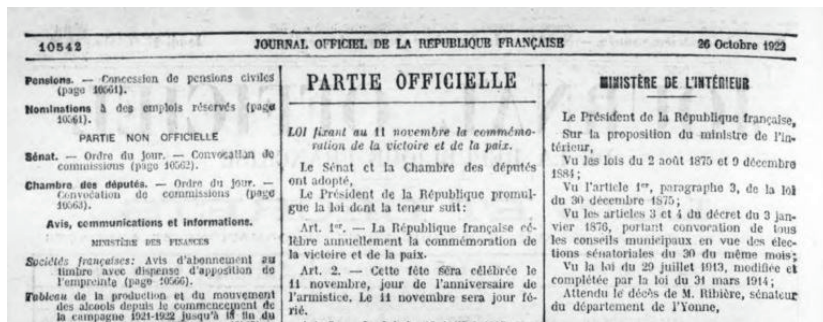 10542
JOURNAL OFFICIEL DE LA REPUBLIQUE FRANÇAISE
26 Octobre 1922
Pensions. — Concession de pensions civiles
(page 10561).
Nominations à des emplois réservés (page
10561).
PARTIE NON OFFICIELLE
Sénat. — Ordre du jour. — Convocation de
commissions (page 10562).
Chambre des députés. — Ordre du jour. —
Convocation de commissions (page
10563).
Avis, communications et informations.
MINISTÈRE DES FINANCES
Sociétés françaises: Avis d'abonnement au
timbre avec dispense d'apposition de
l'empreinte (page 10566).
Tableau de la production et du mouvement
des alcools depuis le commencement de
la campagne 1921-1922 jusqu'à la fin du
PARTIE OFFICIELLE
LOI fixant au 11 novembre la commémo-
ration de la victoire et de la paix.
Le Sénat et la Chambre des députés
ont adopté,
Le Président de la République promul-
gue la loi dont la teneur suit:
Art. 1er. — La République française cé-
lèbre annuellement la commémoration de
la victoire et de la paix.
Art. 2. — Cette fête sera célébrée le
11 novembre, jour de l'anniversaire de
l'armistice. Le 11 novembre sera jour fé-
rié.
MINISTÈRE DE L'INTÉRIEUR
Le Président de la République française,
Sur la proposition du ministre de l'in-
térieur,
Vu les lois du 2 août 1875 et 9 décembre
1884;
Vu l'article 1er, paragraphe 3, de la loi
du 30 décembre 1875;
Vu les articles 3 et 4 du décret du 3 jan-
vier 1876, portant convocation de tous
les conseils municipaux en vue des élec-
tions sénatoriales du 30 du même mois;
Vu la loi du 29 juillet 1913, modifiée et
complétée par la loi du 31 mars 1914;
Attendu le décès de M. Ribière, sénateur
du département de l'Yonne,